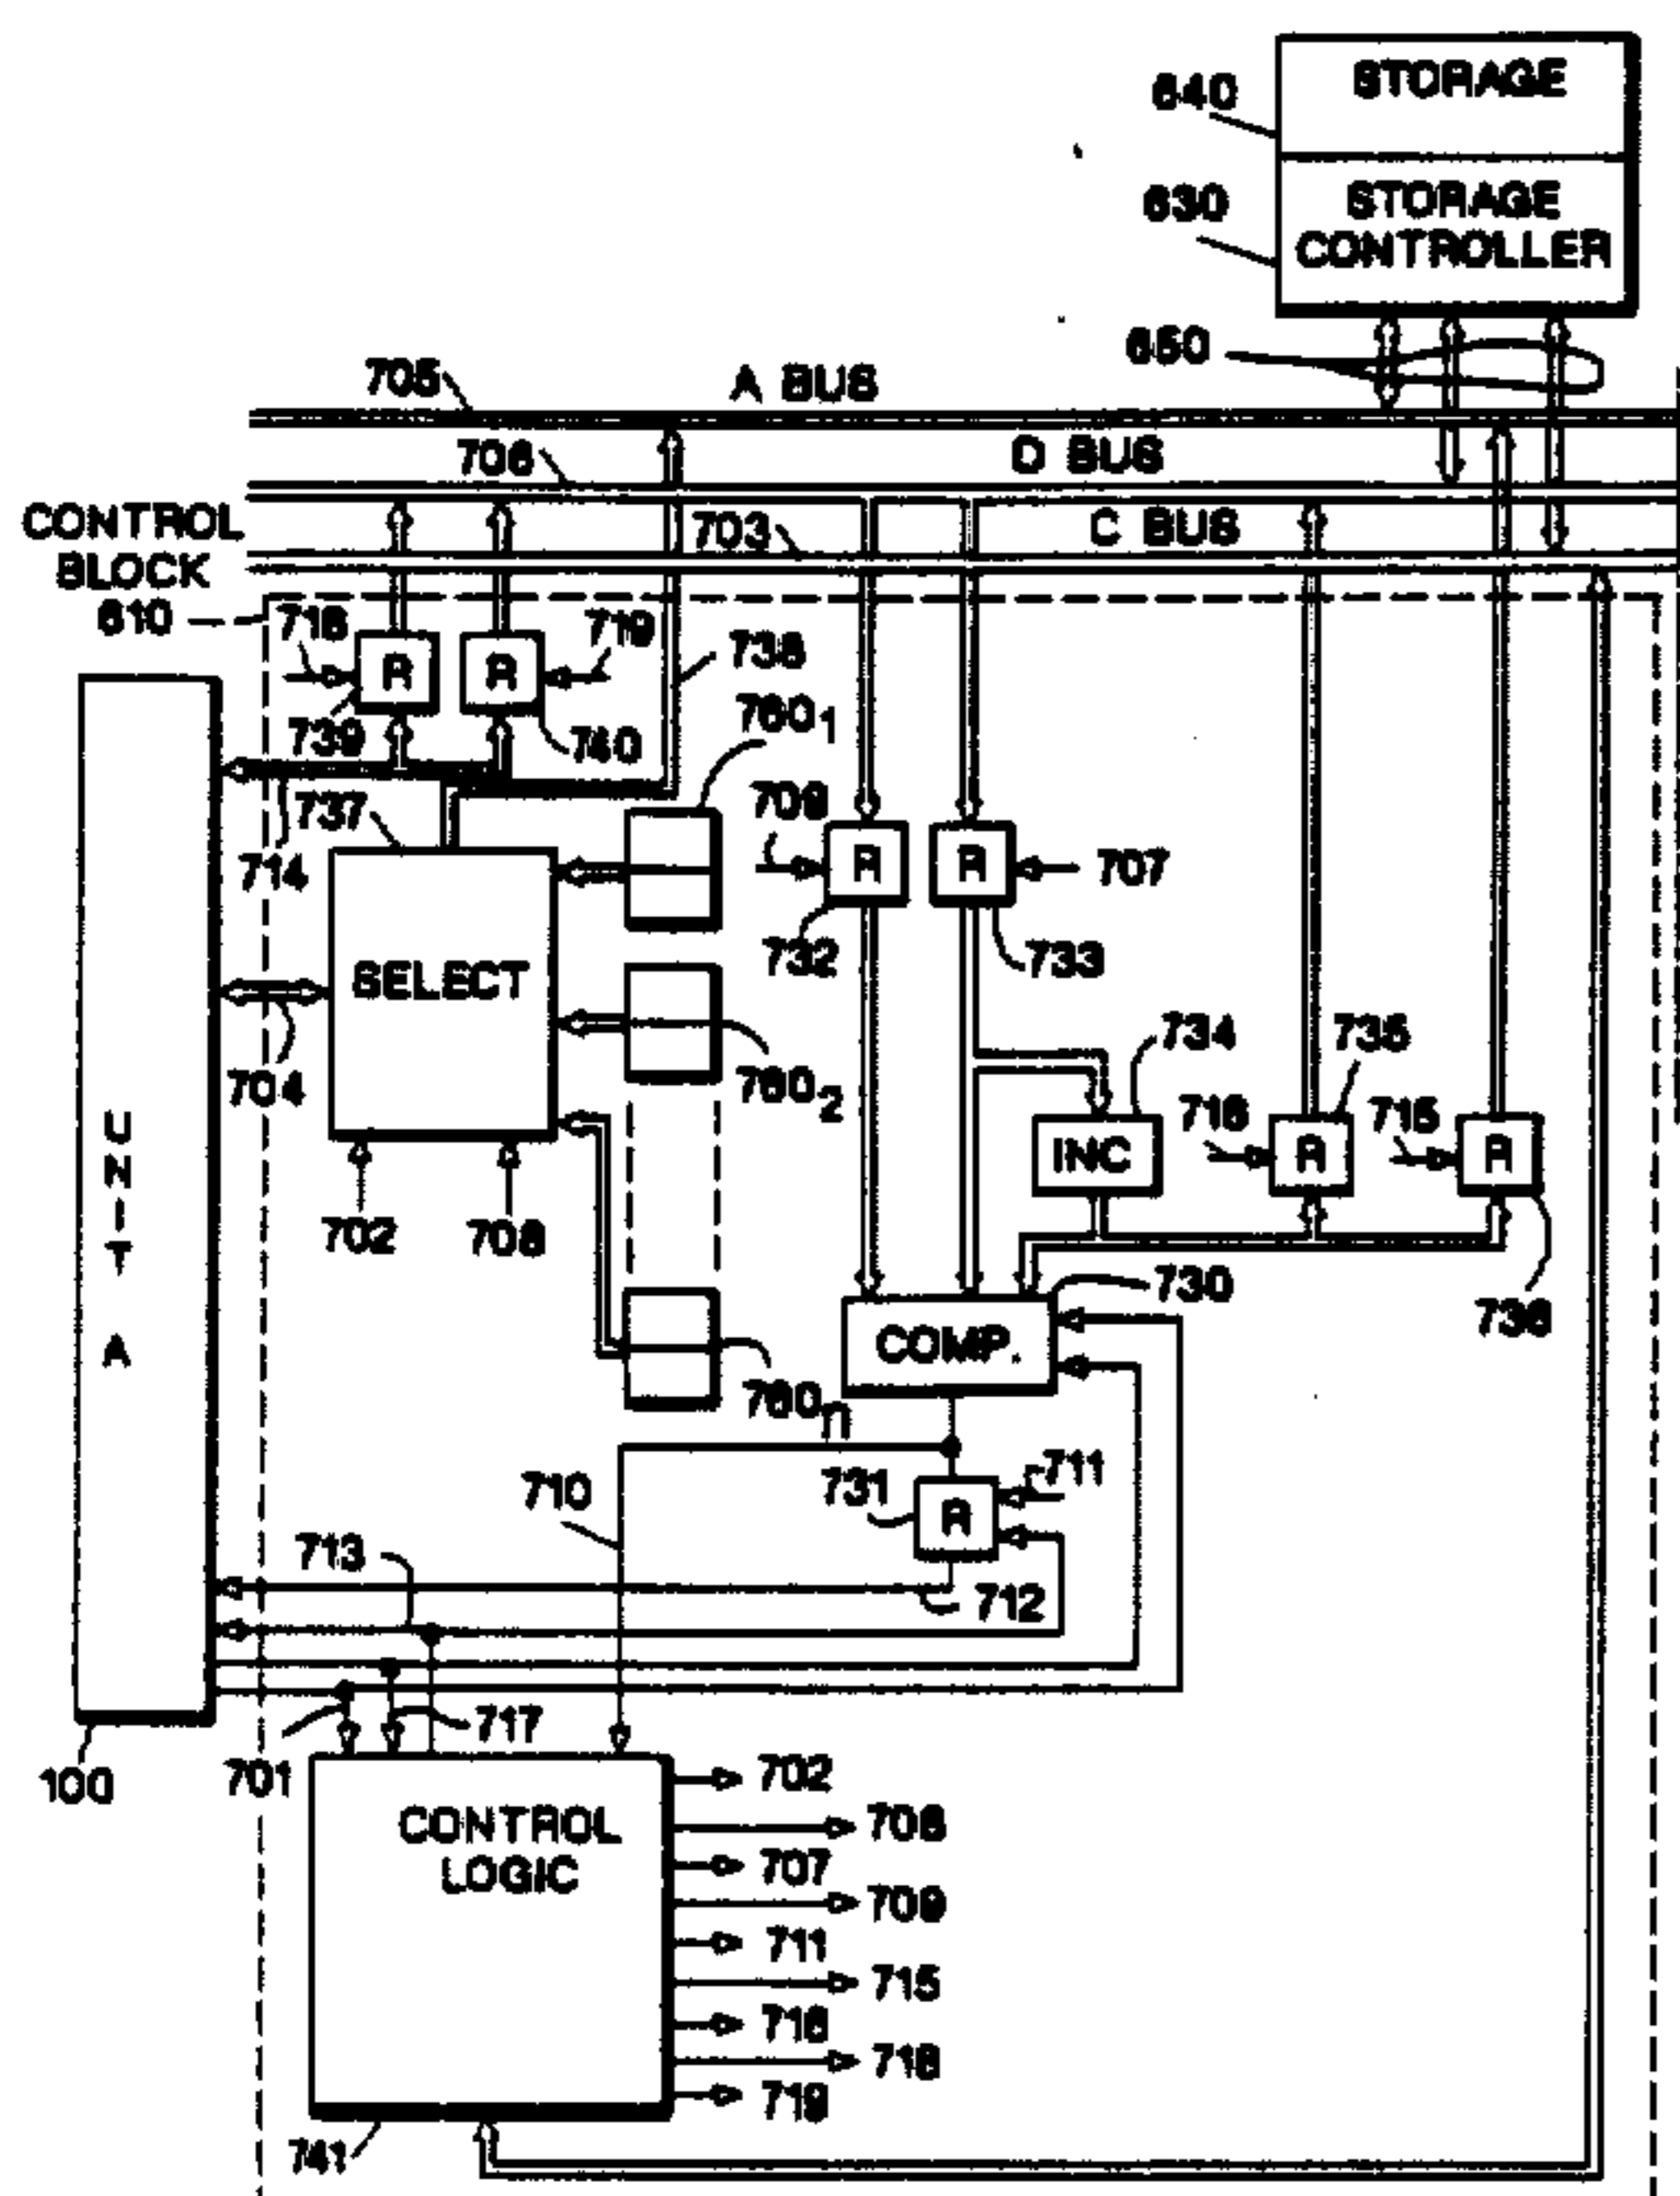 640
STORAGE
630
STORAGE
CONTROLLER
650
705
A BUS
706
D BUS
CONTROL
BLOCK
610
703
C BUS
718
719
738
739
740
760₁
737
709
707
714
R
R
R
R
SELECT
732
733
704
760₂
734
735
716
715
UNIT A
INC
R
R
702
708
730
736
COMP.
760n
710
731
711
R
713
712
701
717
100
CONTROL
LOGIC
702
708
707
709
711
715
716
718
719
741